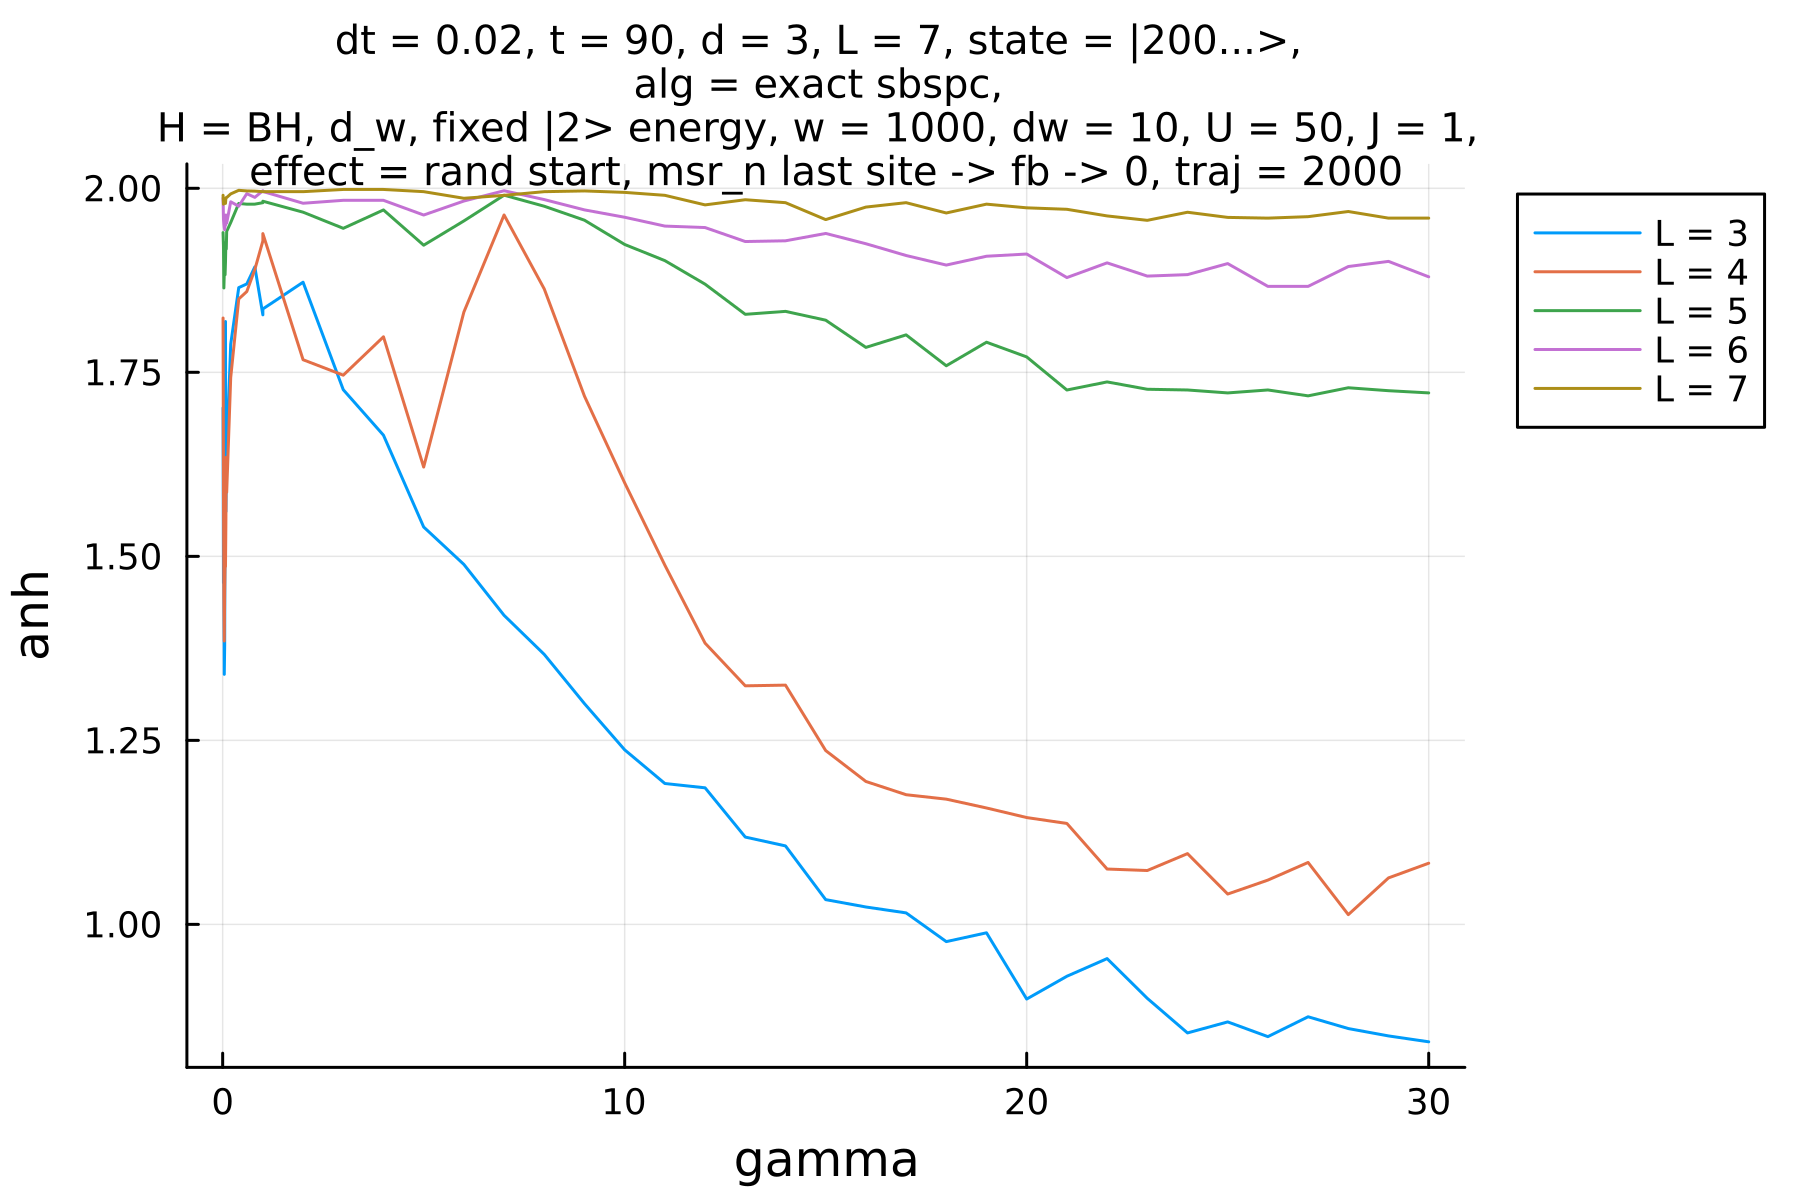 dt = 0.02, t = 90, d = 3, L = 7, state = |200...>,
alg = exact sbspc,
H = BH, d_w, fixed |2> energy, w = 1000, dw = 10, U = 50, J = 1,
effect = rand start, msr_n last site -> fb -> 0, traj = 2000
2.00
1.75
1.50
1.25
1.00
anh
0 10 20 30
gamma
L = 3
L = 4
L = 5
L = 6
L = 7